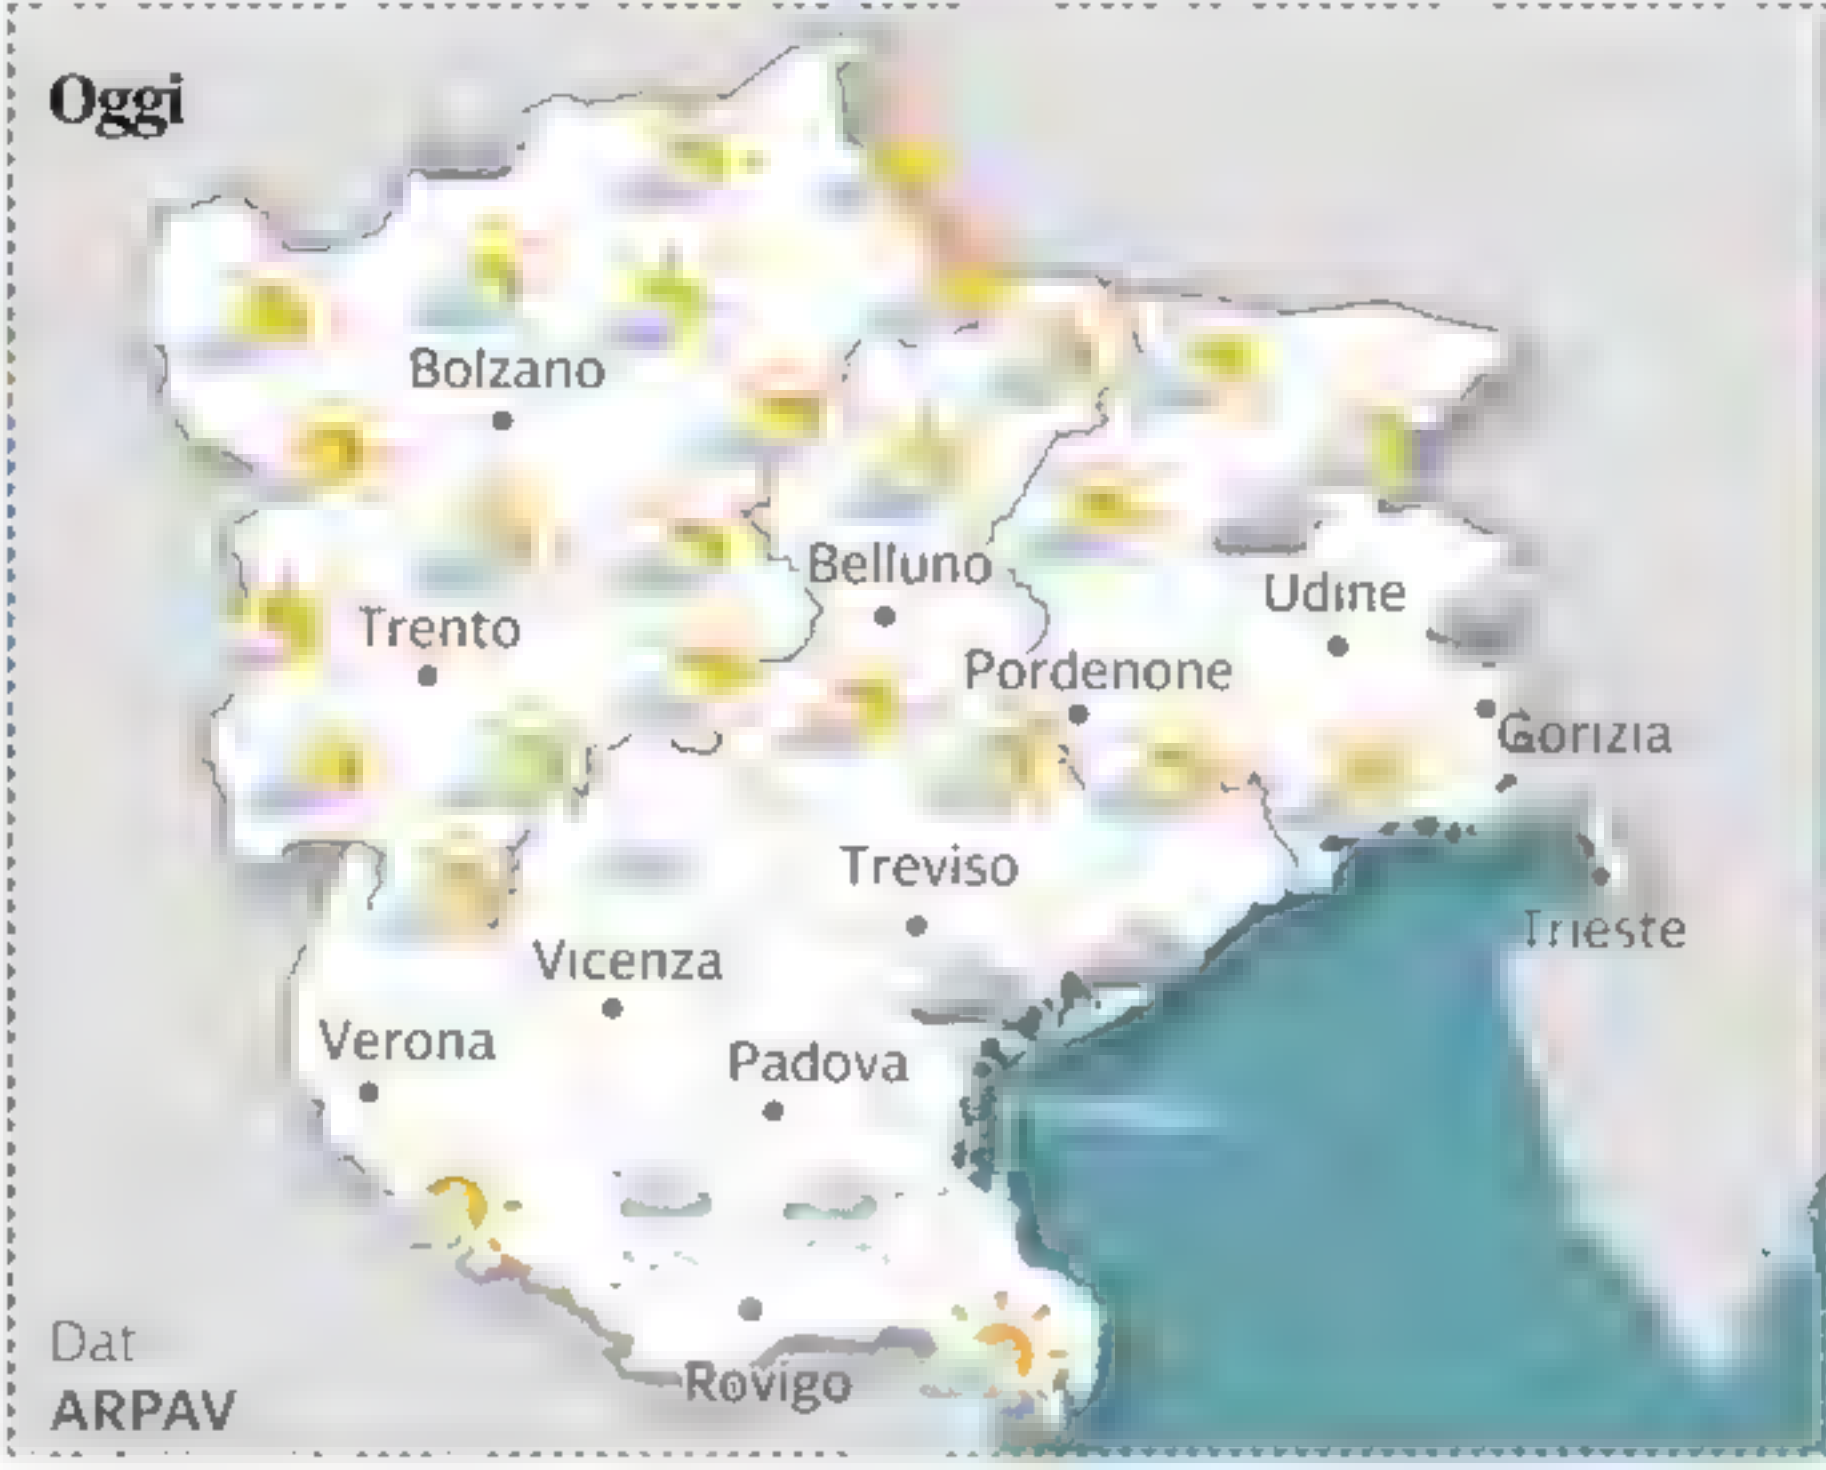 Oggi
Bolzano
Belluno
Udine
Trento
Pordenone
Gorizia
Treviso
Trieste
Vicenza
Verona
Padova
Dat
Rovigo
ARPAV